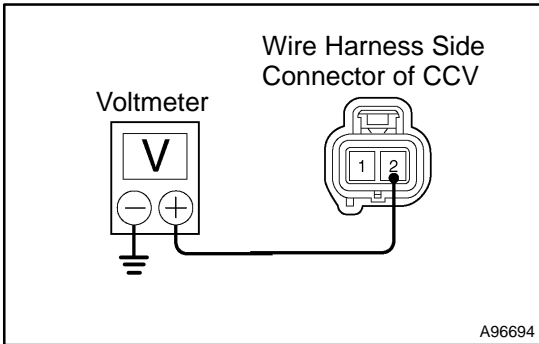 Wire Harness Side
Connector of CCV
Voltmeter
V
1 2
− +
A96694